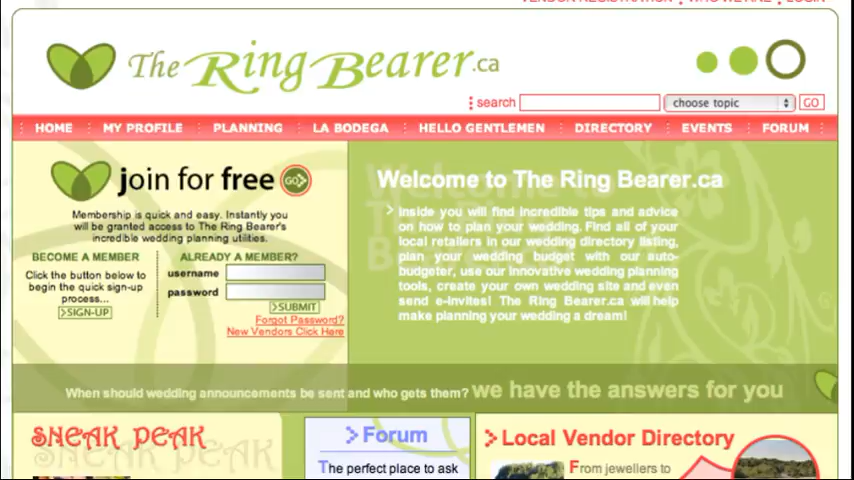 VENDOR REGISTRATION WHO WE ARE LOGIN
The Ring Bearer.ca
search choose topic GO
HOME MY PROFILE PLANNING LA BODEGA HELLO GENTLEMEN DIRECTORY EVENTS FORUM
join for free GO
Membership is quick and easy. Instantly you
will be granted access to The Ring Bearer's
incredible wedding planning utilities.
BECOME A MEMBER
Click the button below to
begin the quick sign-up
process...
SIGN-UP
ALREADY A MEMBER?
username
password
SUBMIT
Forgot Password?
New Vendors Click Here
Welcome to The Ring Bearer.ca
Inside you will find incredible tips and advice
on how to plan your wedding. Find all of your
local retailers in our wedding directory listing,
plan your wedding budget with our auto-
budgeter, use our innovative wedding planning
tools, create your own wedding site and even
send e-invites! The Ring Bearer.ca will help
make planning your wedding a dream!
When should wedding announcements be sent and who gets them? we have the answers for you
SNEAK PEAK
Forum
The perfect place to ask
Local Vendor Directory
From jewellers to